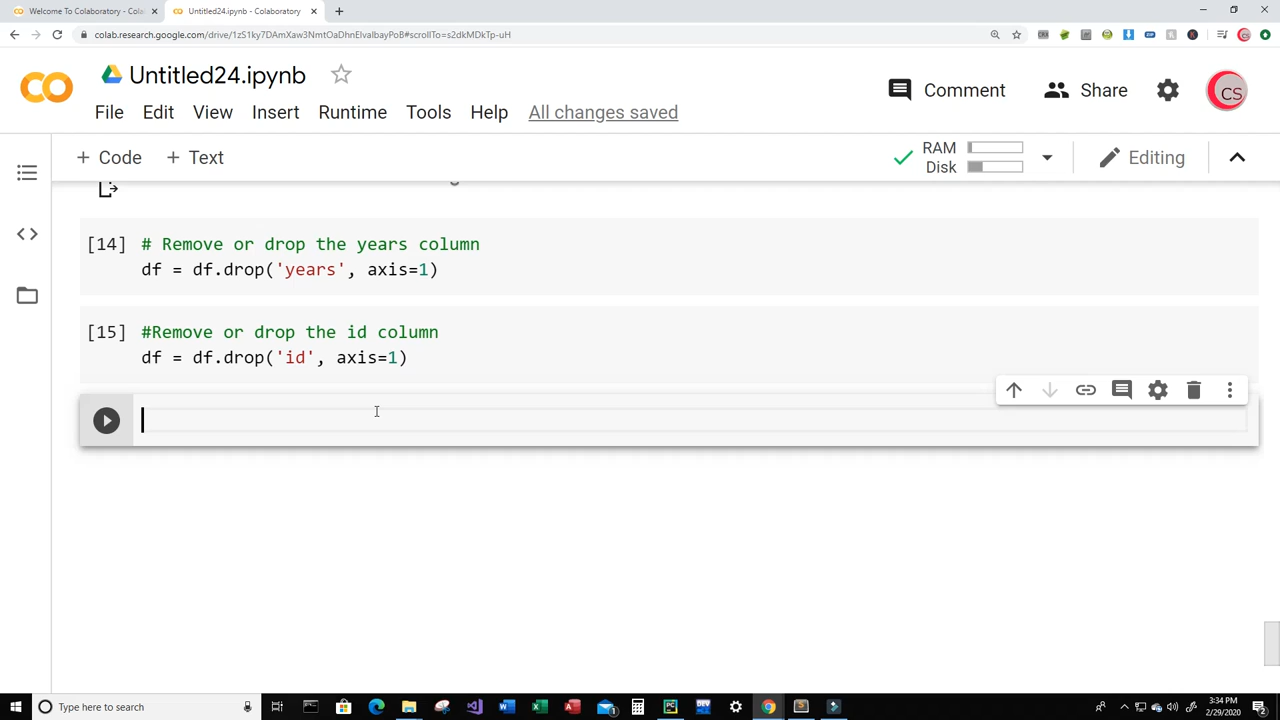 Welcome To Colaboratory - Colab
Untitled24.ipynb - Colaboratory
colab.research.google.com/drive/1zS1ky7DAmXaw3NmtOaDhnElvalbayPoB#scrollTo=s2dkMDkTp-uH
Untitled24.ipynb
Comment
Share
CS
File Edit View Insert Runtime Tools Help All changes saved
+ Code + Text
RAM
Disk
Editing
[14] # Remove or drop the years column
df = df.drop('years', axis=1)
[15] #Remove or drop the id column
df = df.drop('id', axis=1)
Type here to search
3:34 PM
2/29/2020